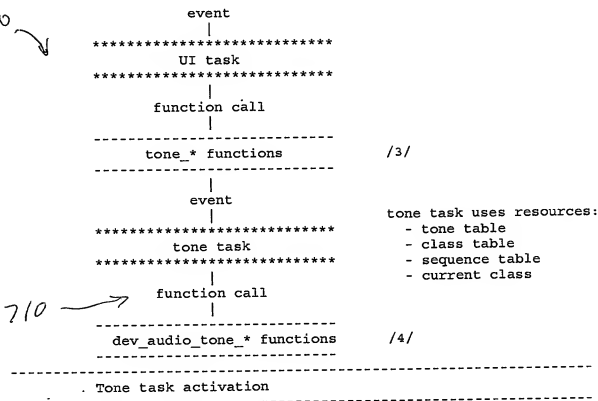 event
|
****************************
UI task
****************************
|
function call
|
----------------------------
tone_* functions /3/
----------------------------
|
event
|
tone task uses resources:
****************************
- tone table
tone task
- class table
****************************
- sequence table
|
- current class
function call
710
|
----------------------------
dev_audio_tone_* functions /4/
----------------------------
. Tone task activation